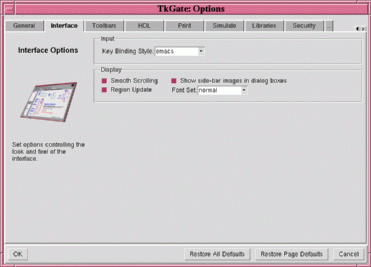 TkGate: Options
General Interface Toolbars HDL Print Simulate Libraries Security
Interface Options
Input
Key Binding Style: emacs
Display
Smooth Scrolling Show side-bar images in dialog boxes
Region Update Font Set: normal
Set options controlling the
look and feel of the
interface.
OK Restore All Defaults Restore Page Defaults Cancel